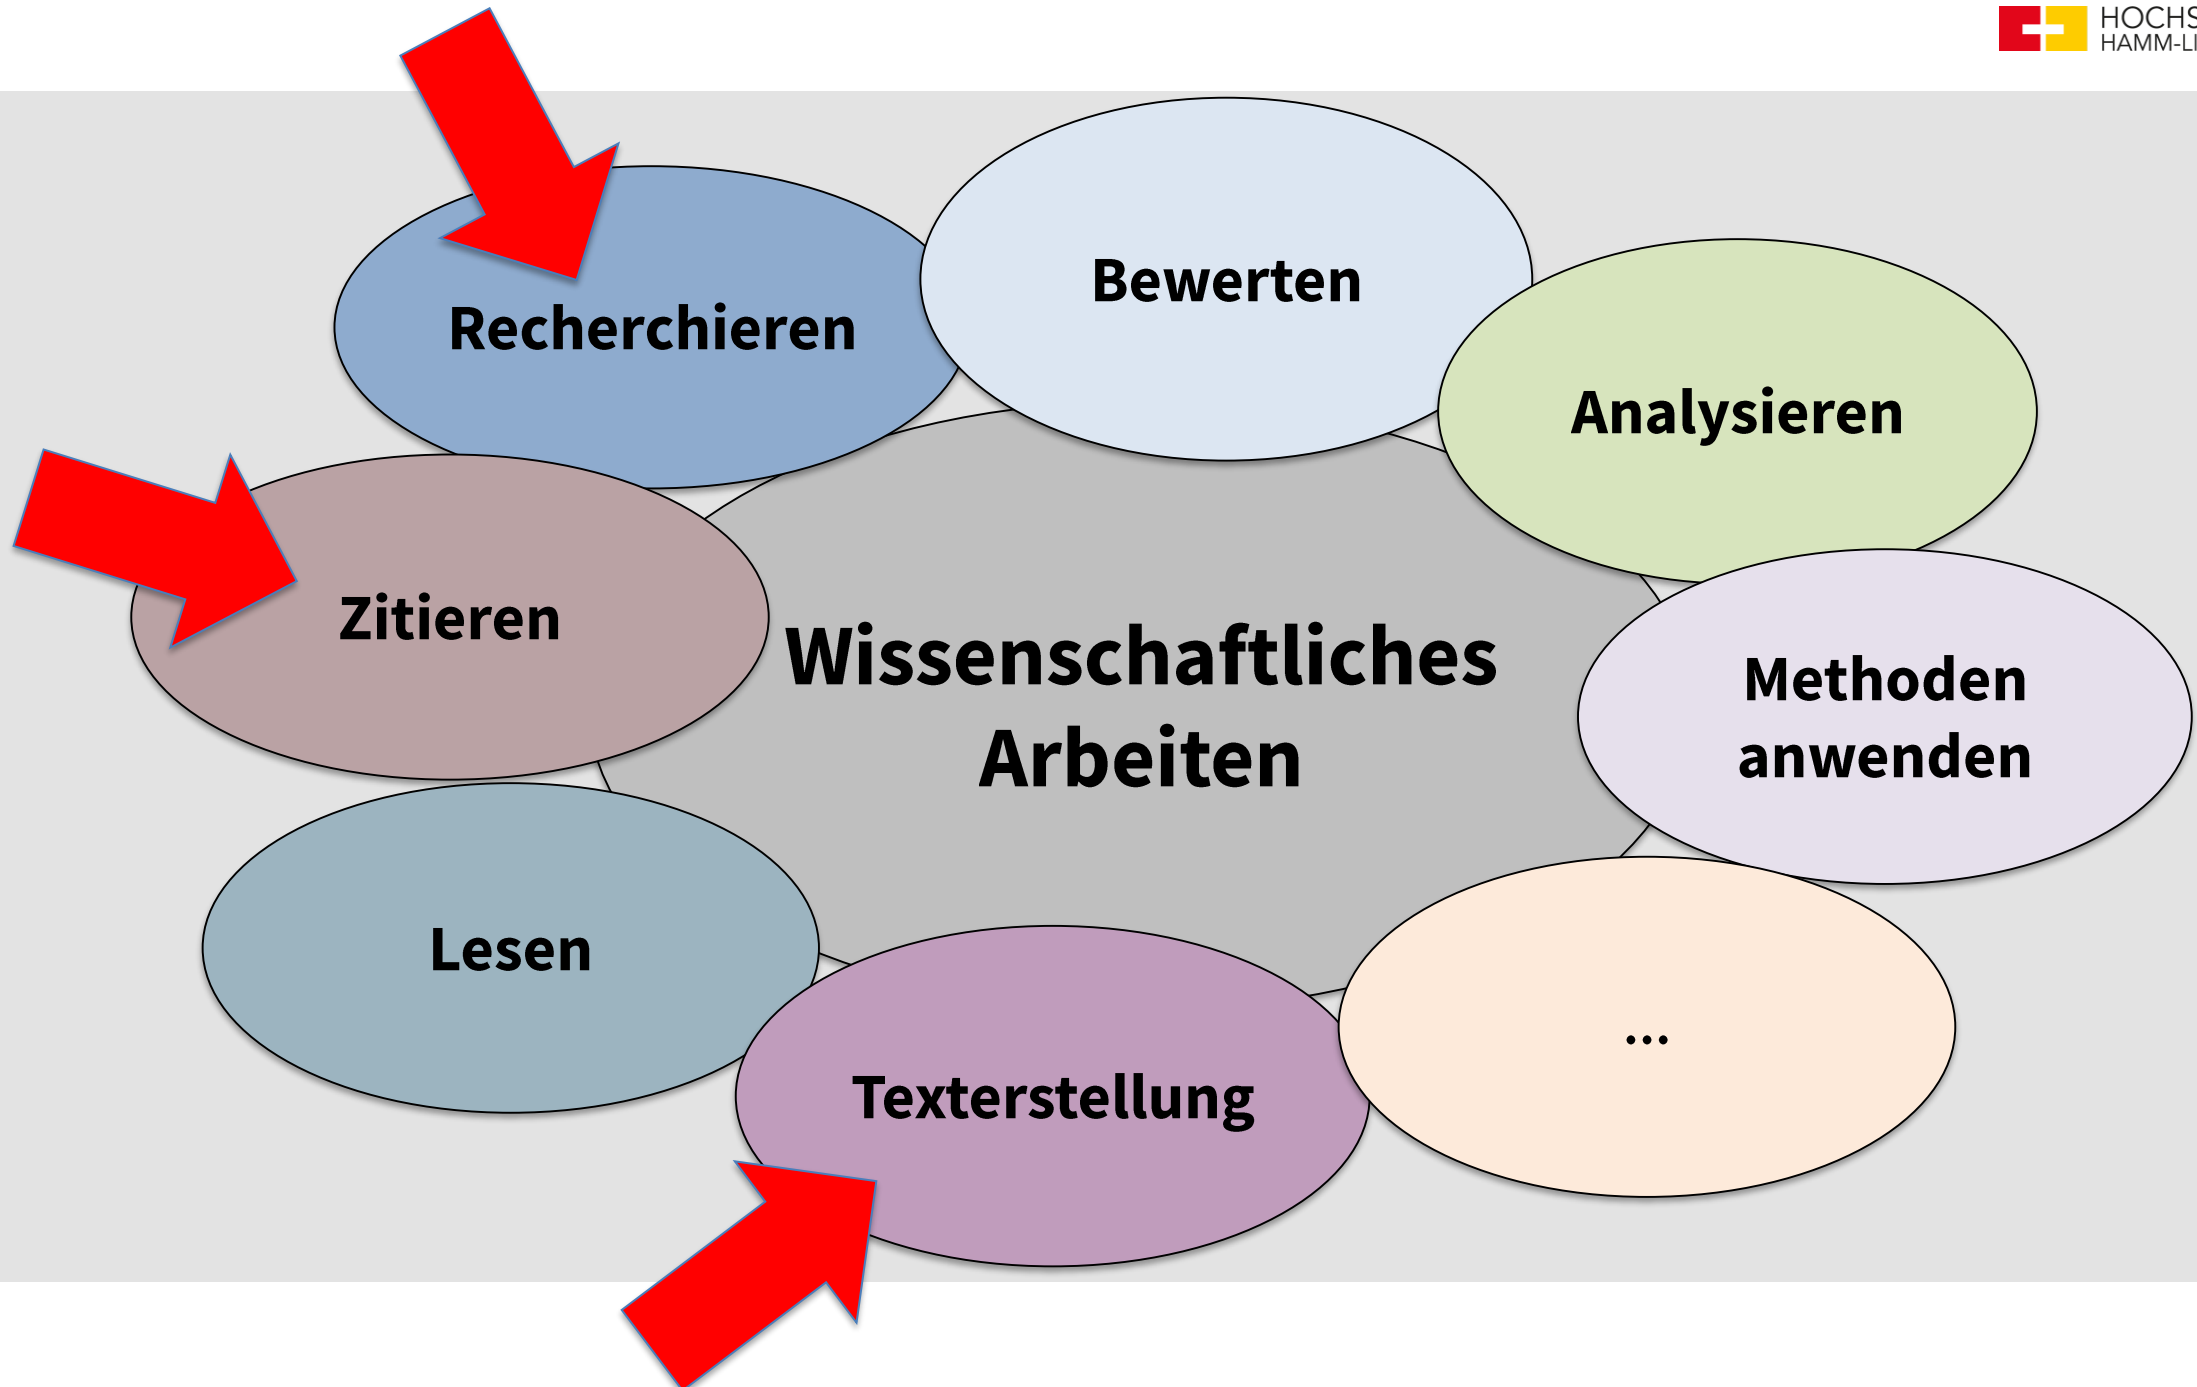 HOCHS
HAMM-LI
Bewerten
Recherchieren
Analysieren
Zitieren
Wissenschaftliches
Arbeiten
Methoden
anwenden
Lesen
...
Texterstellung